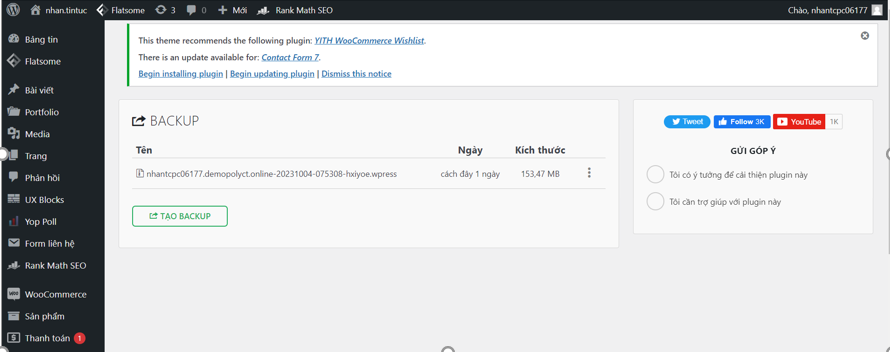 nhan.tintuc Flatsome 3 0 Mới Rank Math SEO Chào, nhantcpc06177
Bảng tin
Flatsome
Bài viết
Portfolio
Media
Trang
Phản hồi
UX Blocks
Yop Poll
Form liên hệ
Rank Math SEO
WooCommerce
Sản phẩm
Thanh toán 1
This theme recommends the following plugin: YITH WooCommerce Wishlist.
There is an update available for: Contact Form 7.
Begin installing plugin | Begin updating plugin | Dismiss this notice
BACKUP
Tên Ngày Kích thước
nhantcpc06177.demopolyct.online-20231004-075308-hxiyoe.wpress cách đây 1 ngày 153,47 MB
TẠO BACKUP
Tweet Follow 3K YouTube 1K
GỬI GÓP Ý
Tôi có ý tưởng để cải thiện plugin này
Tôi cần trợ giúp với plugin này